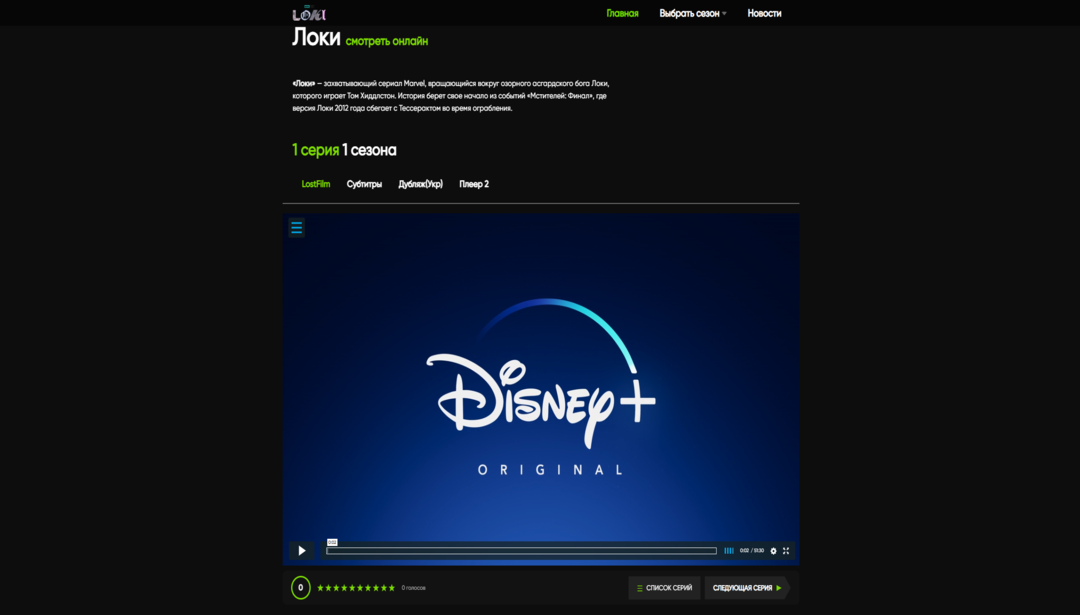 LOKI
Главная Выбрать сезон Новости
Локи смотреть онлайн
«Локи» — захватывающий сериал Marvel, вращающийся вокруг озорного асгардского бога Локи,
которого играет Том Хиддлстон. История берет свое начало из событий «Мстителей: Финал», где
версия Локи 2012 года сбегает с Тессерактом во время ограбления.
1 серия 1 сезона
LostFilm Субтитры Дубляж(Укр) Плеер 2
Disney+
ORIGINAL
0:02
0:02 / 51:30
0 0 голосов СПИСОК СЕРИЙ СЛЕДУЮЩАЯ СЕРИЯ